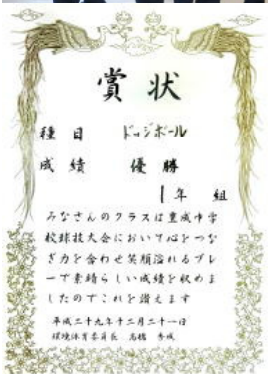 賞状
種目 ドッジボール
成績 優勝
1年 組
みなさんのクラスは豊成中学
校球技大会において心をつな
ぎ力を合わせ笑顔溢れるプレ
ーで素晴らしい成績を収めま
したのでこれを讃えます
平成二十九年十二月二十一日
環境体育委員長 高橋